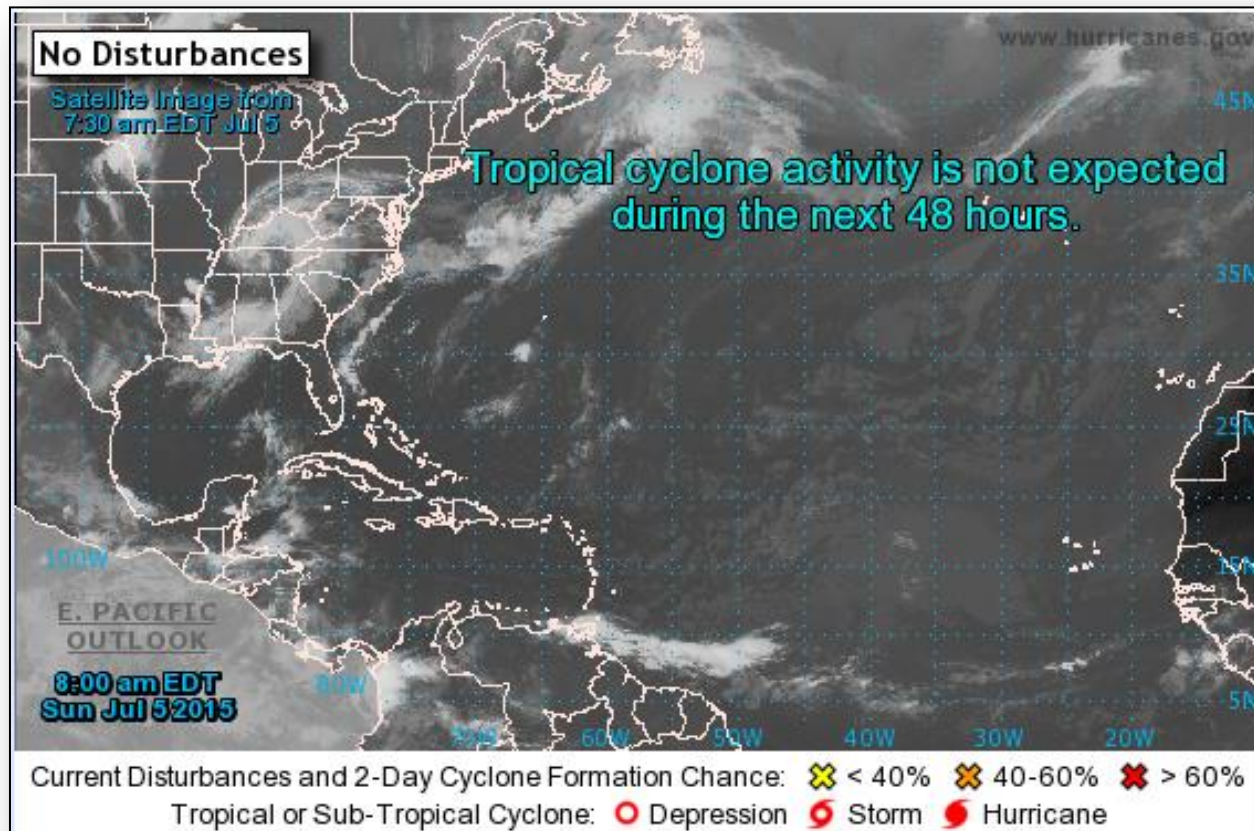 No Disturbances
www.hurricanes.gov
Satellite Image from
7:30 am EDT Jul 5
45N
Tropical cyclone activity is not expected
during the next 48 hours.
35N
25N
100W
15N
E. PACIFIC
OUTLOOK
8:00 am EDT
Sun Jul 5 2015
80W
5N
70W 60W 50W 40W 30W 20W
Current Disturbances and 2-Day Cyclone Formation Chance: < 40% 40-60% > 60%
Tropical or Sub-Tropical Cyclone: Depression Storm Hurricane